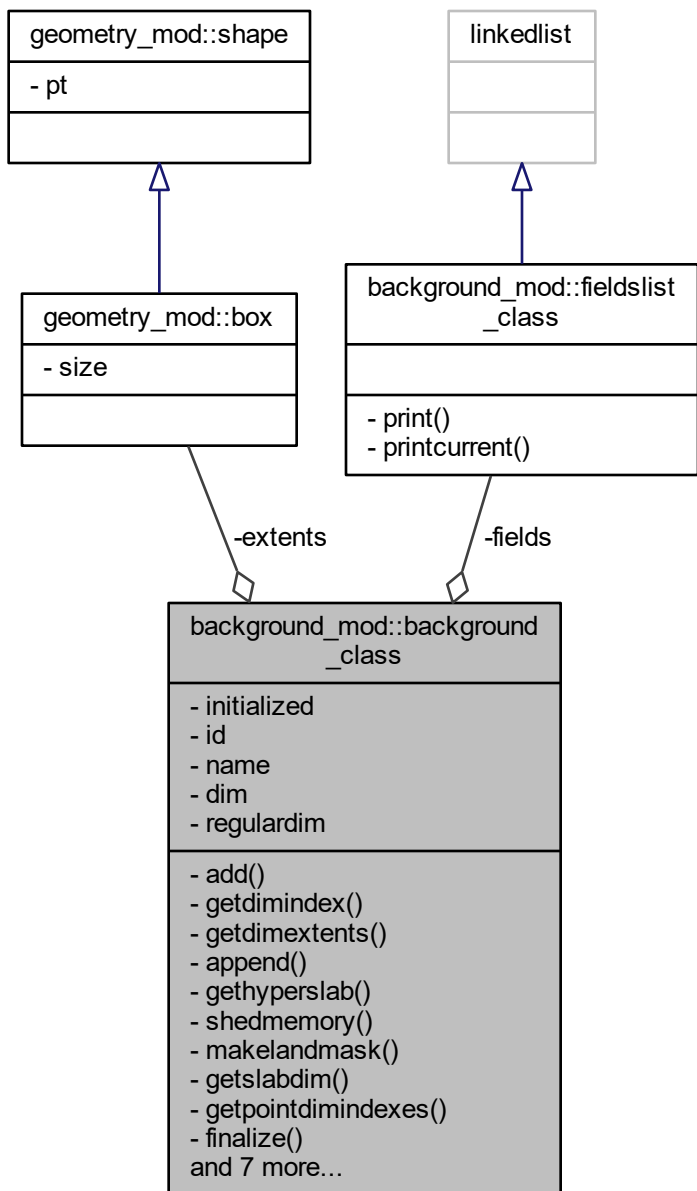 geometry_mod::shape
- pt
linkedlist
geometry_mod::box
- size
background_mod::fieldslist
_class
- print()
- printcurrent()
-extents
-fields
background_mod::background
_class
- initialized
- id
- name
- dim
- regulardim
- add()
- getdimindex()
- getdimextents()
- append()
- gethyperslab()
- shedmemory()
- makelandmask()
- getslabdim()
- getpointdimindexes()
- finalize()
and 7 more...